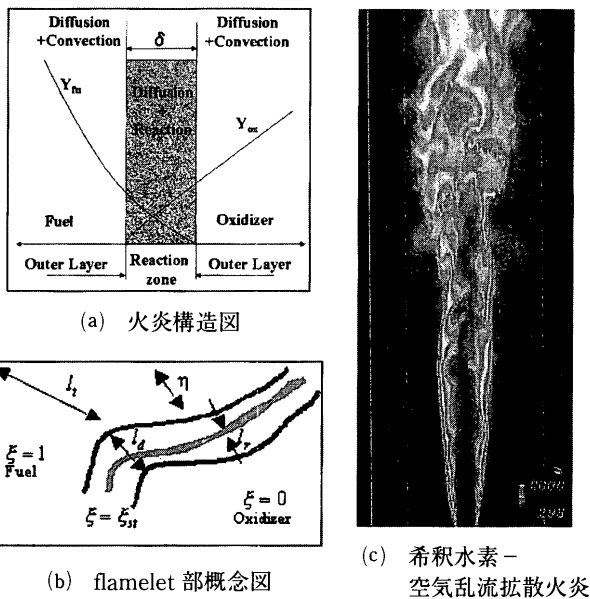 Diffusion
+Convection
Diffusion
+Convection
δ
Y_fu
Diffusion
+
Reaction
Y_ox
Fuel
Oxidizer
Outer Layer
Reaction
zone
Outer Layer
(a) 火炎構造図
l_t
η
l_d
l_r
ξ = 1
Fuel
ξ = 0
Oxidizer
ξ = ξ_st
(b) flamelet 部概念図
(c) 希釈水素－
空気乱流拡散火炎